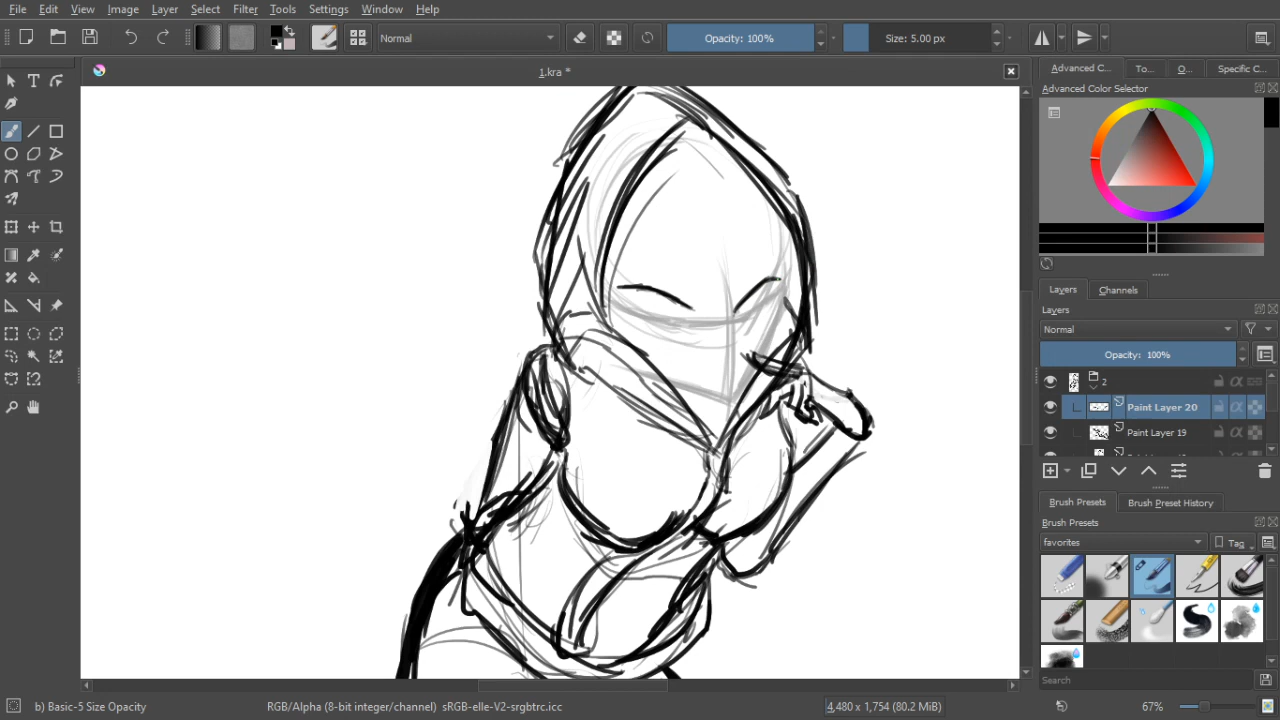 File Edit View Image Layer Select Filter Tools Settings Window Help
Normal Opacity: 100% Size: 5.00 px
1.kra *
Advanced C... To... O... Specific C...
Advanced Color Selector
Layers Channels
Layers
Normal
Opacity: 100%
2
Paint Layer 20
Paint Layer 19
Brush Presets Brush Preset History
Brush Presets
favorites Tag
Search
b) Basic-5 Size Opacity RGB/Alpha (8-bit integer/channel) sRGB-elle-V2-srgbtrc.icc 4,480 x 1,754 (80.2 MiB) 67%